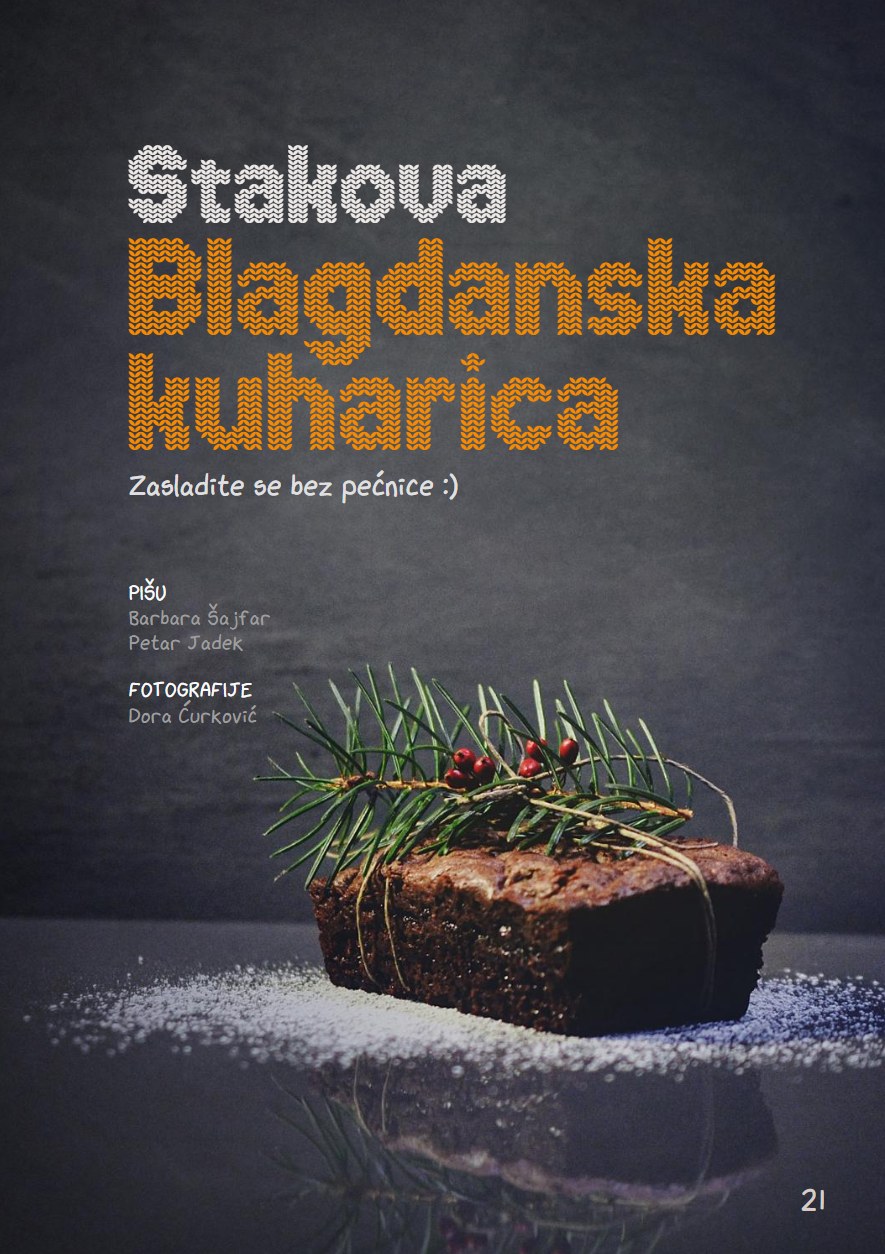 Stakova
Blagdanska
kuharica
Zasladite se bez pećnice :)
PIŠU
Barbara Šajfar
Petar Jadek
FOTOGRAFIJE
Dora Ćurković
21